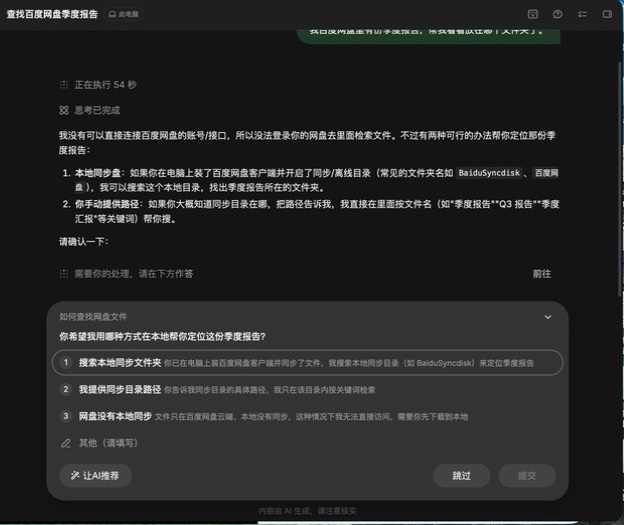 查找百度网盘季度报告 此电脑
我百度网盘里有份季度报告，帮我看看放在哪个文件夹了。
正在执行 54 秒
思考已完成
我没有可以直接连接百度网盘的账号/接口，所以没法登录你的网盘去里面检索文件。不过有两种可行的办法帮你定位那份季
度报告：
1. 本地同步盘：如果你在电脑上装了百度网盘客户端并开启了同步/离线目录（常见的文件夹名如 BaiduSyncdisk、百度网
盘），我可以搜索这个本地目录，找出季度报告所在的文件夹。
2. 你手动提供路径：如果你大概知道同步目录在哪，把路径告诉我，我直接在里面按文件名（如"季度报告""Q3 报告""季度
汇报"等关键词）帮你搜。
请确认一下：
需要你的处理，请在下方作答 前往
如何查找网盘文件
你希望我用哪种方式在本地帮你定位这份季度报告?
1 搜索本地同步文件夹 你已在电脑上装百度网盘客户端并同步了文件，我搜索本地同步目录（如 BaiduSyncdisk）来定位季度报告
2 我提供同步目录路径 你告诉我同步目录的具体路径，我只在该目录内按关键词检索
3 网盘没有本地同步 文件只在百度网盘云端、本地没有同步，这种情况下我无法直接访问，需要你先下载到本地
其他（请填写）
让AI推荐 跳过 提交
内容由 AI 生成，请注意核实